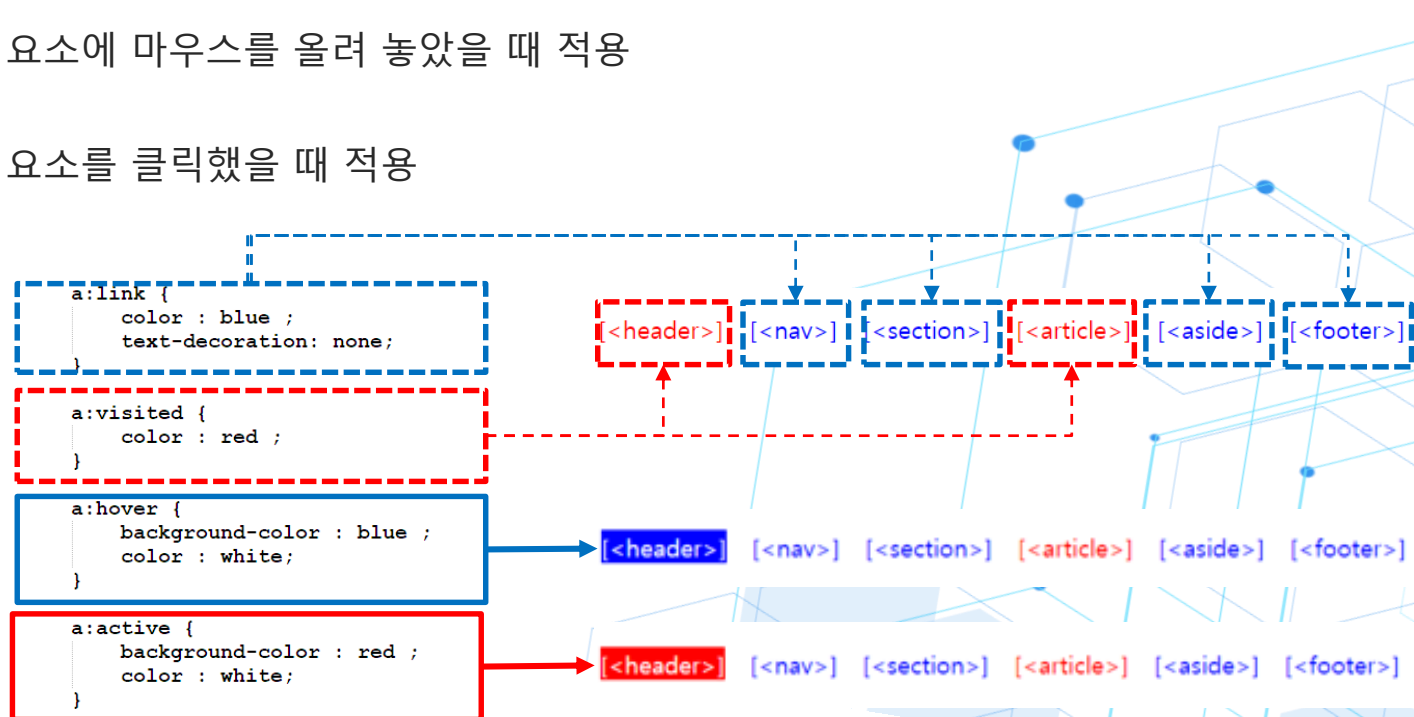 요소에 마우스를 올려 놓았을 때 적용
요소를 클릭했을 때 적용
a:link {
color : blue ;
text-decoration: none;
}
a:visited {
color : red ;
}
a:hover {
background-color : blue ;
color : white;
}
a:active {
background-color : red ;
color : white;
}
[<header>] [<nav>] [<section>] [<article>] [<aside>] [<footer>]
[<header>] [<nav>] [<section>] [<article>] [<aside>] [<footer>]
[<header>] [<nav>] [<section>] [<article>] [<aside>] [<footer>]